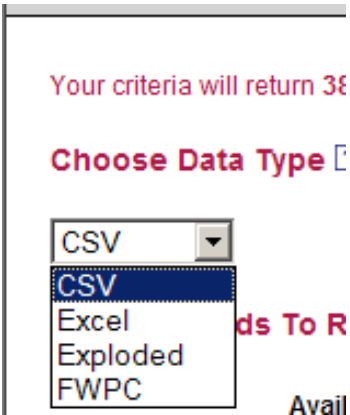 Your criteria will return 38
Choose Data Type
CSV
CSV
Excel
ds To R
Exploded
FWPC
Avail